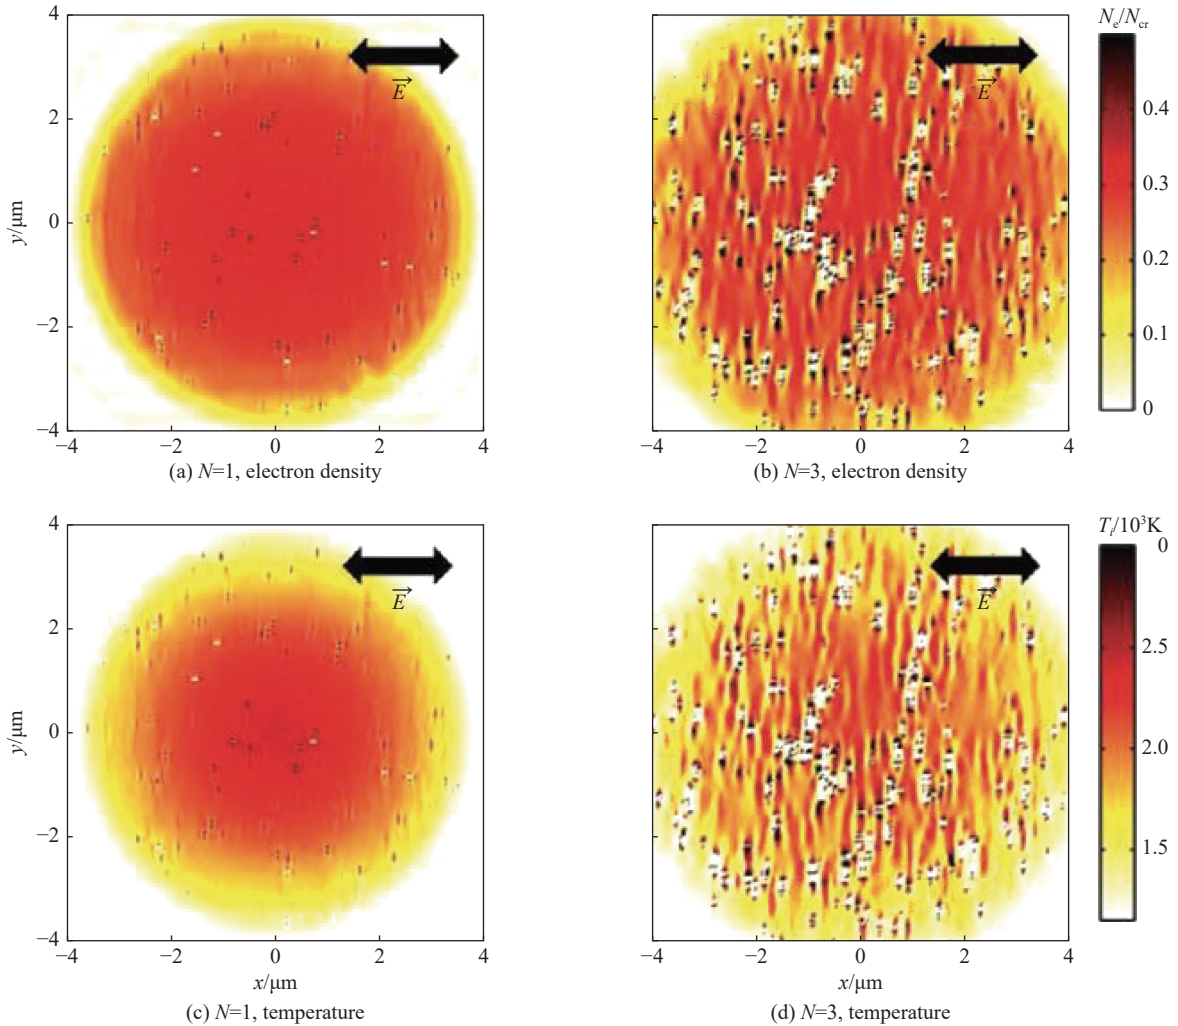 4
2
0
−2
−4
y/μm
−4
−2
0
2
4
E
(a) N=1, electron density
−4
−2
0
2
4
E
(b) N=3, electron density
Ne/Ncr
0.4
0.3
0.2
0.1
0
4
2
0
−2
−4
y/μm
−4
−2
0
2
4
x/μm
E
(c) N=1, temperature
−4
−2
0
2
4
x/μm
E
(d) N=3, temperature
Ti/10³K
0
2.5
2.0
1.5